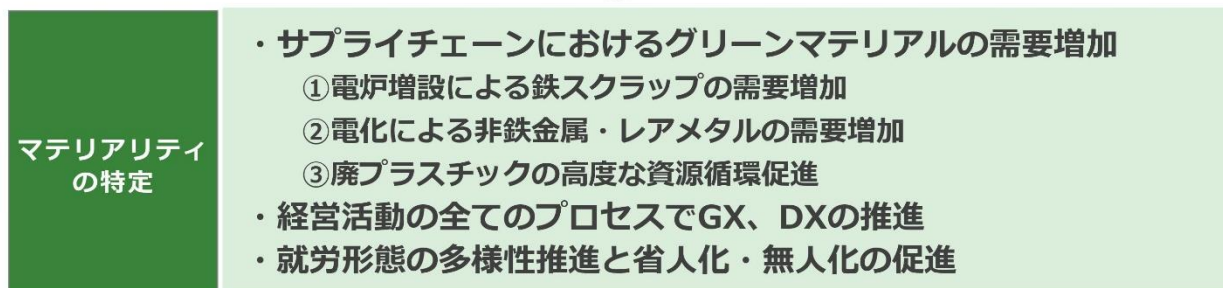 マテリアリティ
の特定
・サプライチェーンにおけるグリーンマテリアルの需要増加
①電炉増設による鉄スクラップの需要増加
②電化による非鉄金属・レアメタルの需要増加
③廃プラスチックの高度な資源循環促進
・経営活動の全てのプロセスでGX、DXの推進
・就労形態の多様性推進と省人化・無人化の促進